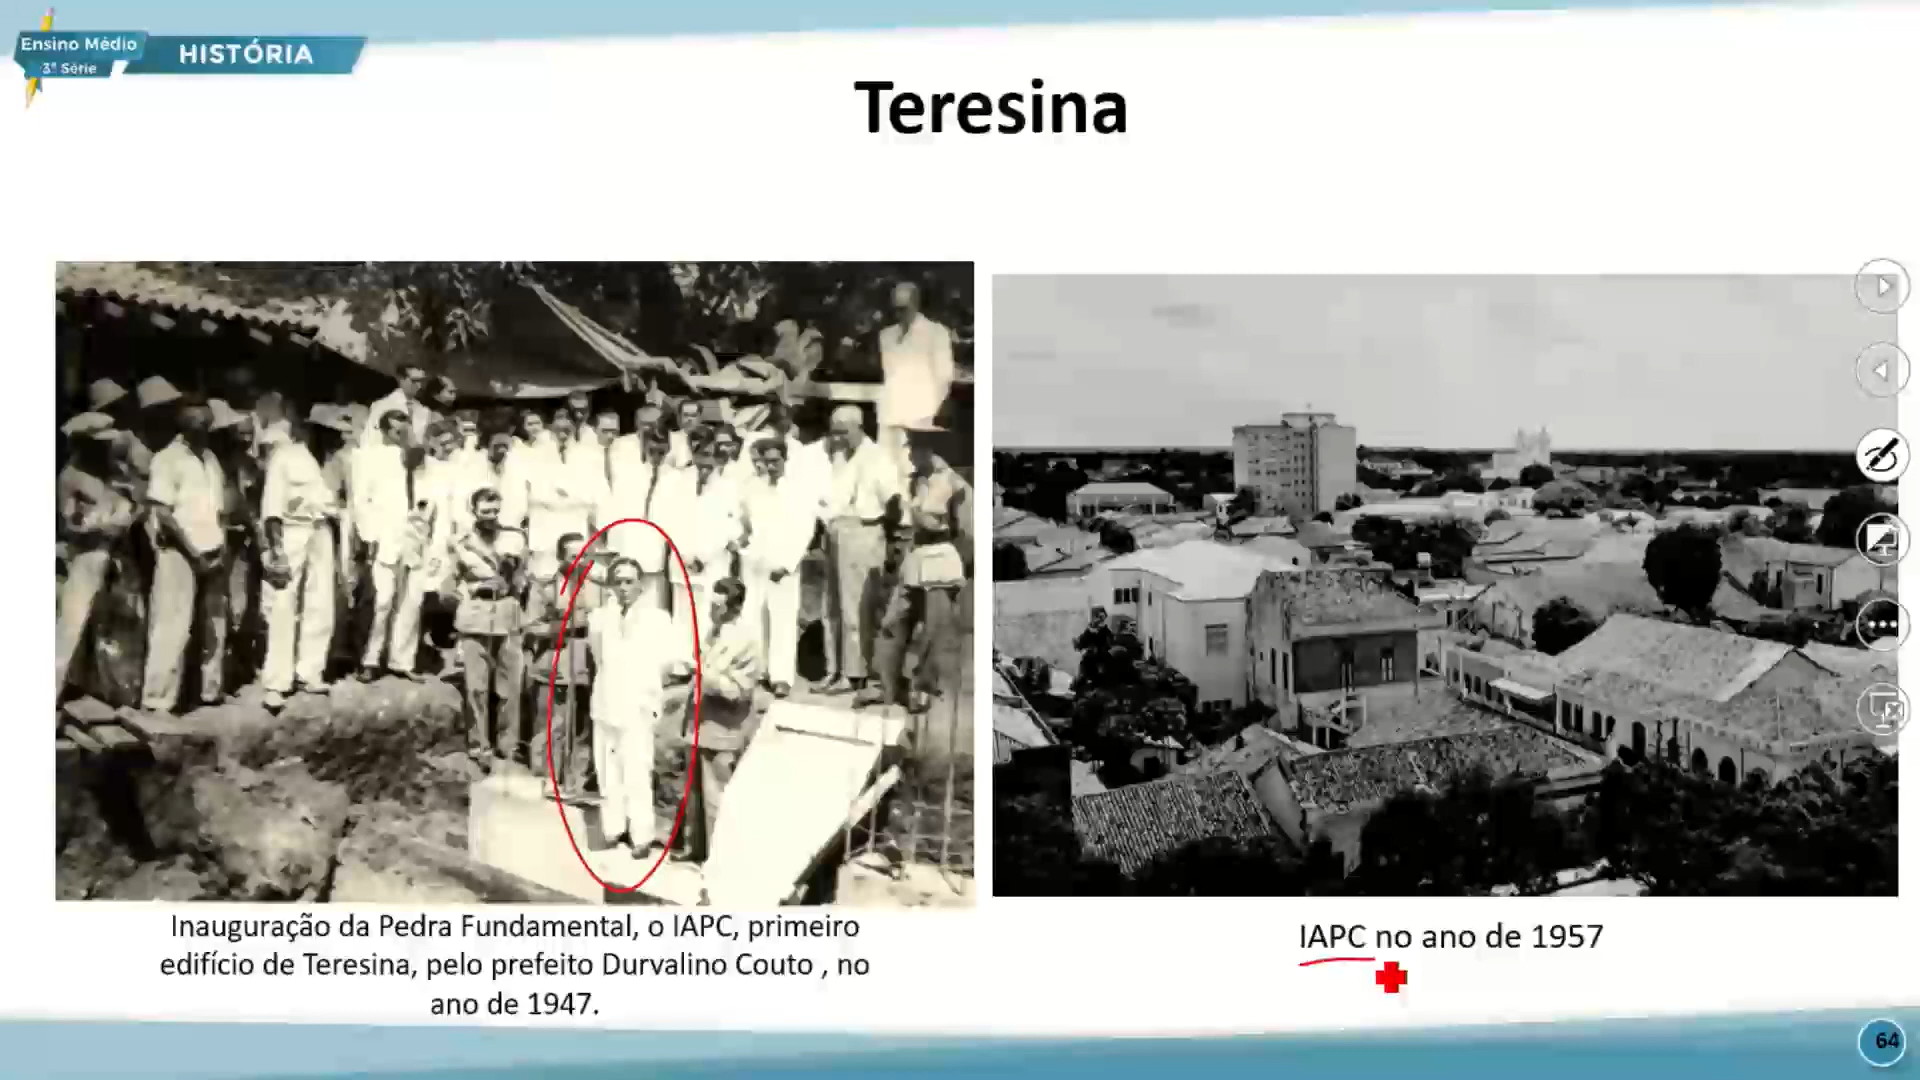 Ensino Médio
3ª Série
HISTÓRIA
Teresina
Inauguração da Pedra Fundamental, o IAPC, primeiro
edifício de Teresina, pelo prefeito Durvalino Couto , no
ano de 1947.
IAPC no ano de 1957
64